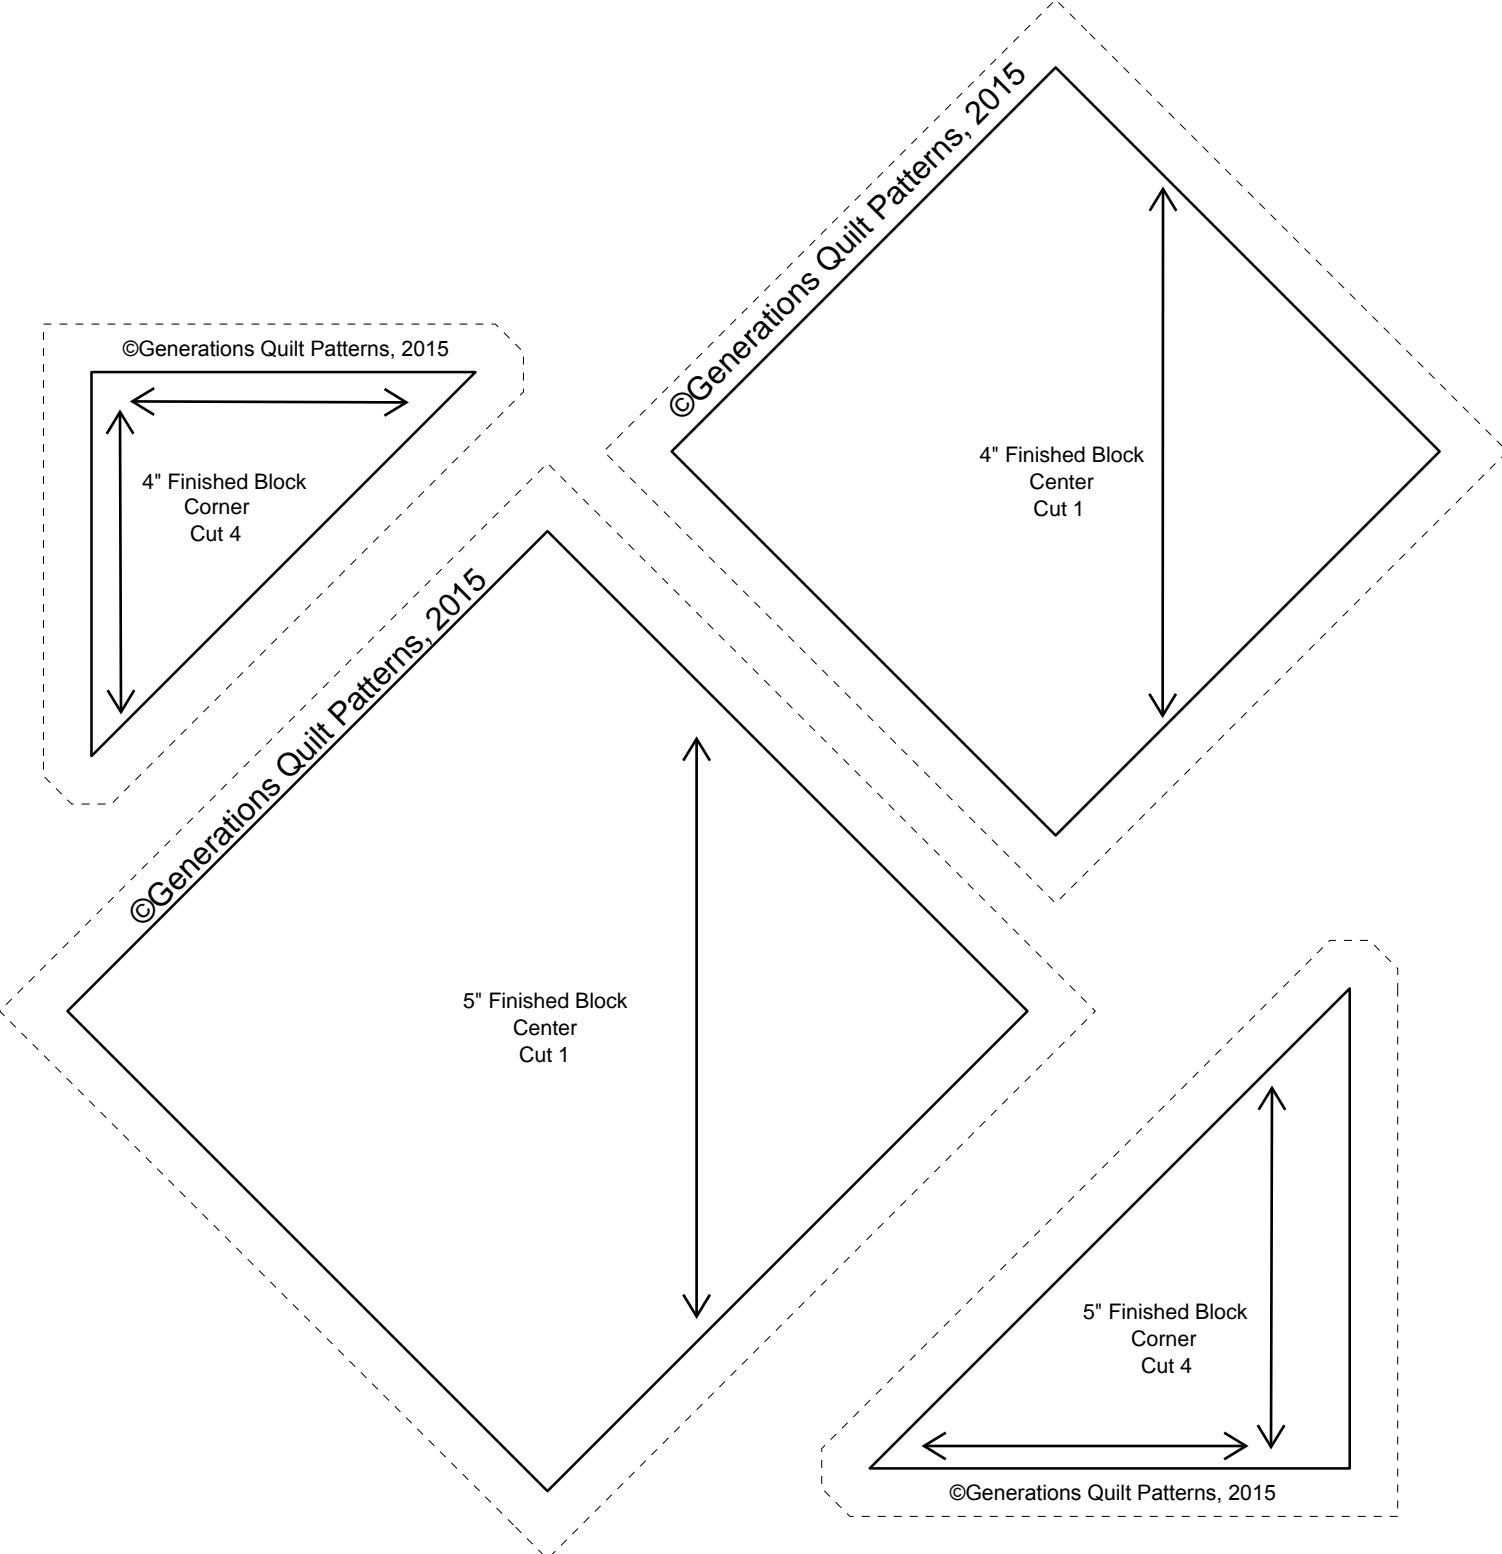 ©Generations Quilt Patterns, 2015
4" Finished Block
Center
Cut 1
©Generations Quilt Patterns, 2015
4" Finished Block
Corner
Cut 4
©Generations Quilt Patterns, 2015
5" Finished Block
Center
Cut 1
5" Finished Block
Corner
Cut 4
©Generations Quilt Patterns, 2015